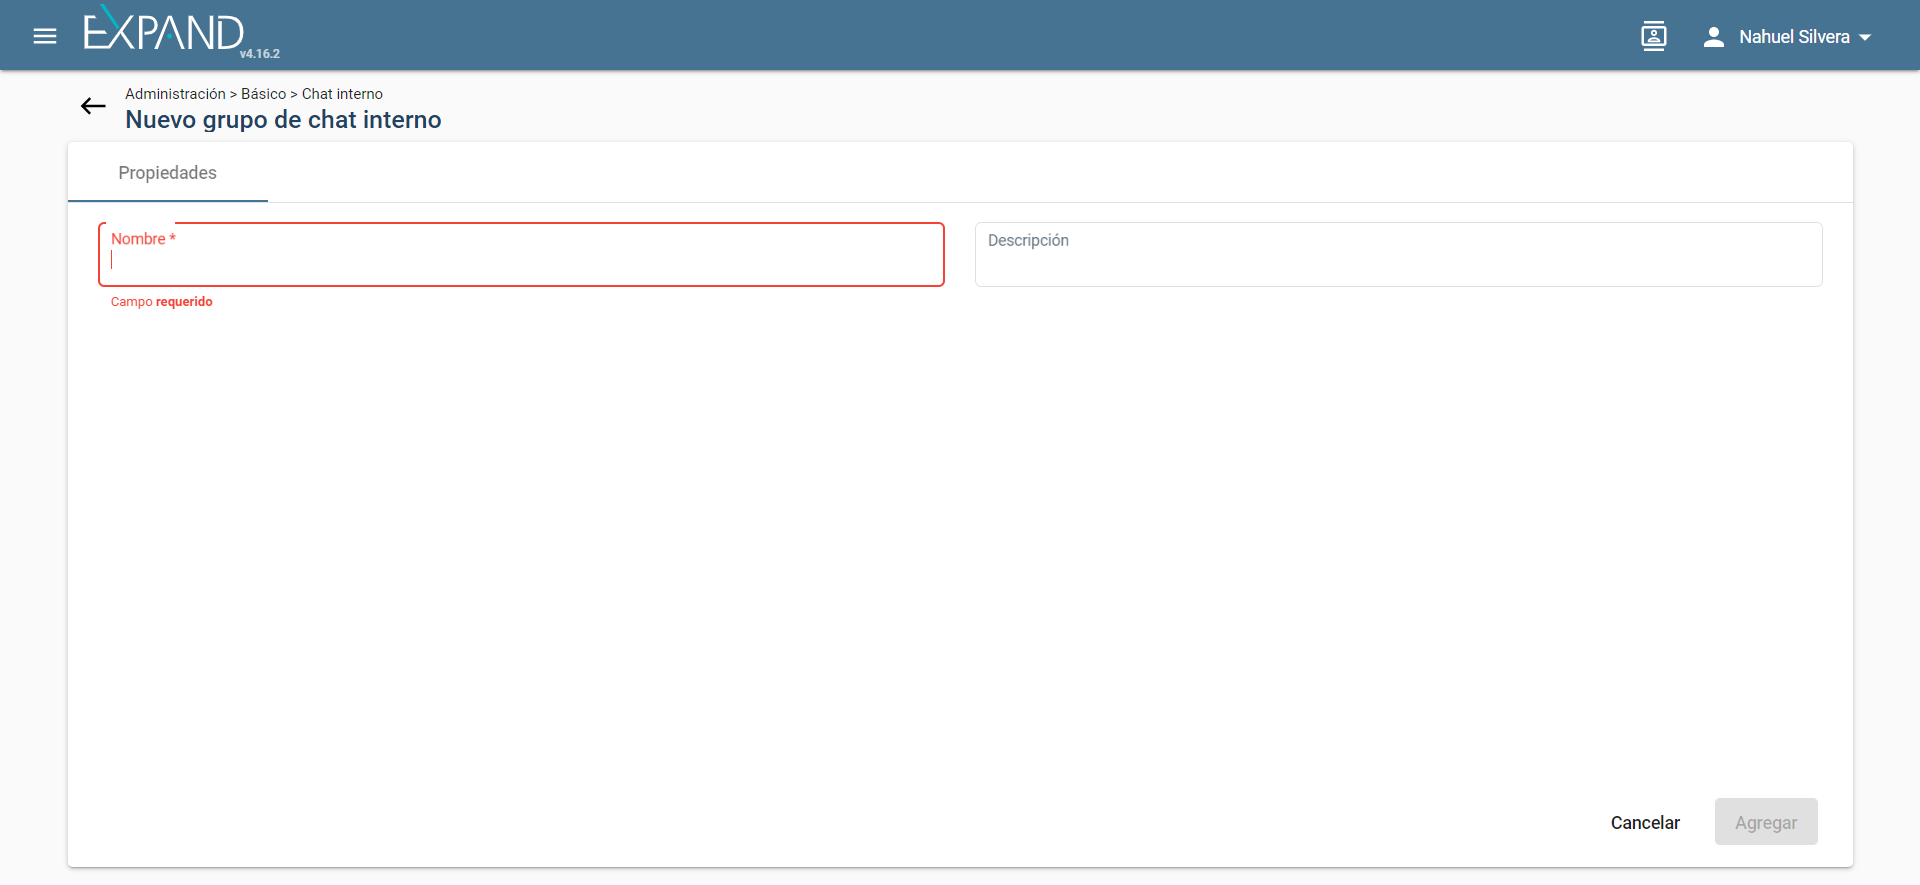 EXPAND
v4.16.2
Nahuel Silvera
Administración > Básico > Chat interno
Nuevo grupo de chat interno
Propiedades
Nombre *
Descripción
Campo requerido
Cancelar
Agregar